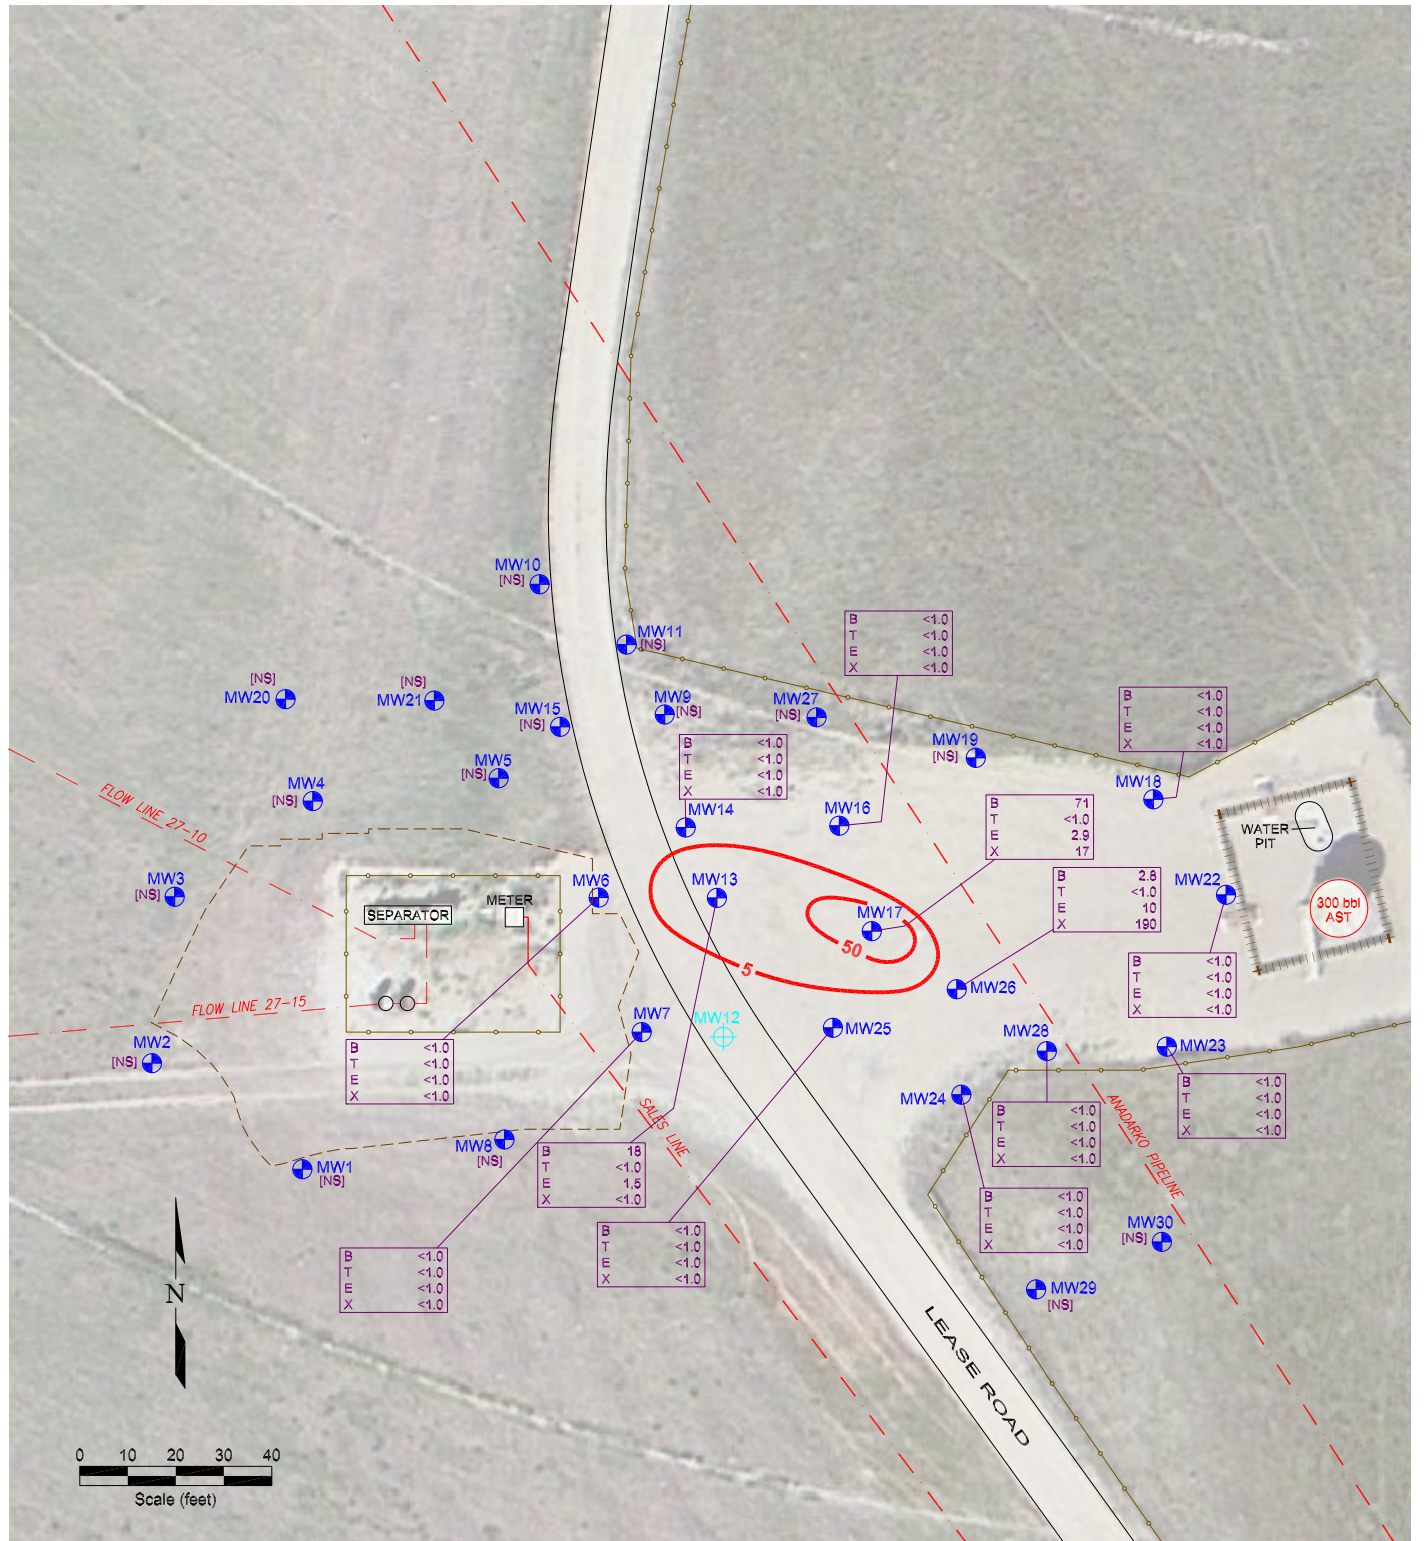 MW10
[NS]
B <1.0
T <1.0
E <1.0
X <1.0
MW11
[NS]
[NS]
MW20
[NS]
MW21
MW15
[NS]
MW9
[NS]
MW27
[NS]
B <1.0
T <1.0
E <1.0
X <1.0
MW19
[NS]
B <1.0
T <1.0
E <1.0
X <1.0
MW5
[NS]
MW4
[NS]
MW18
FLOW LINE 27-10
MW14
MW16
B 71
T <1.0
E 2.9
X 17
WATER
PIT
MW3
[NS]
MW6
MW13
B 2.8
T <1.0
E 10
X 190
MW22
300 bbl
AST
SEPARATOR
METER
MW17
50
5
B <1.0
T <1.0
E <1.0
X <1.0
FLOW LINE 27-15
MW26
MW12
MW7
MW25
MW28
MW23
MW2
[NS]
B <1.0
T <1.0
E <1.0
X <1.0
MW24
B <1.0
T <1.0
E <1.0
X <1.0
SALES LINE
B <1.0
T <1.0
E <1.0
X <1.0
ANADARKO PIPELINE
MW8
[NS]
MW1
[NS]
B 18
T <1.0
E 1.5
X <1.0
B <1.0
T <1.0
E <1.0
X <1.0
B <1.0
T <1.0
E <1.0
X <1.0
MW30
[NS]
B <1.0
T <1.0
E <1.0
X <1.0
MW29
[NS]
N
LEASE ROAD
0 10 20 30 40
Scale (feet)